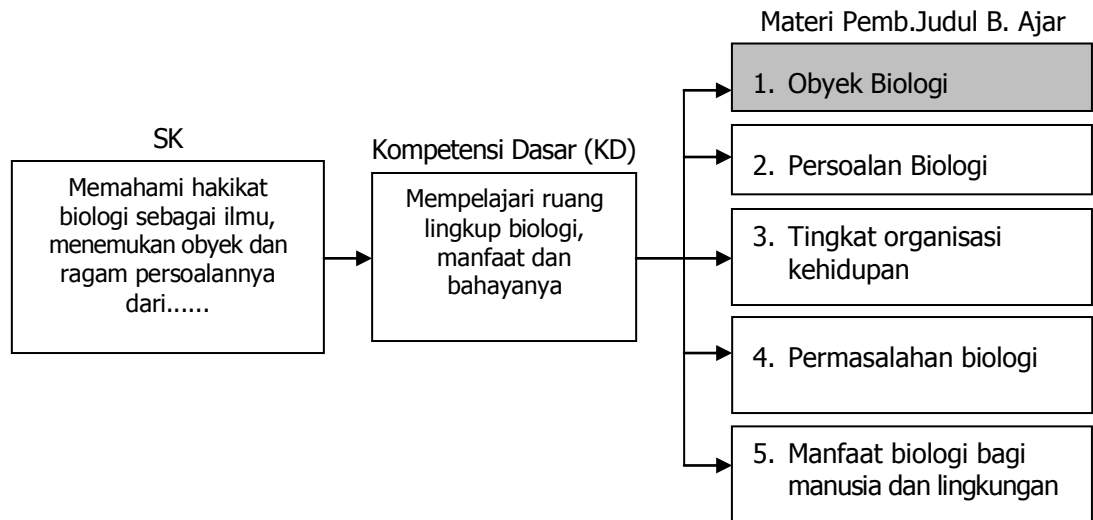 SK
Memahami hakikat
biologi sebagai ilmu,
menemukan obyek dan
ragam persoalannya
dari......
Kompetensi Dasar (KD)
Mempelajari ruang
lingkup biologi,
manfaat dan
bahayanya
Materi Pemb.Judul B. Ajar
1. Obyek Biologi
2. Persoalan Biologi
3. Tingkat organisasi
kehidupan
4. Permasalahan biologi
5. Manfaat biologi bagi
manusia dan lingkungan